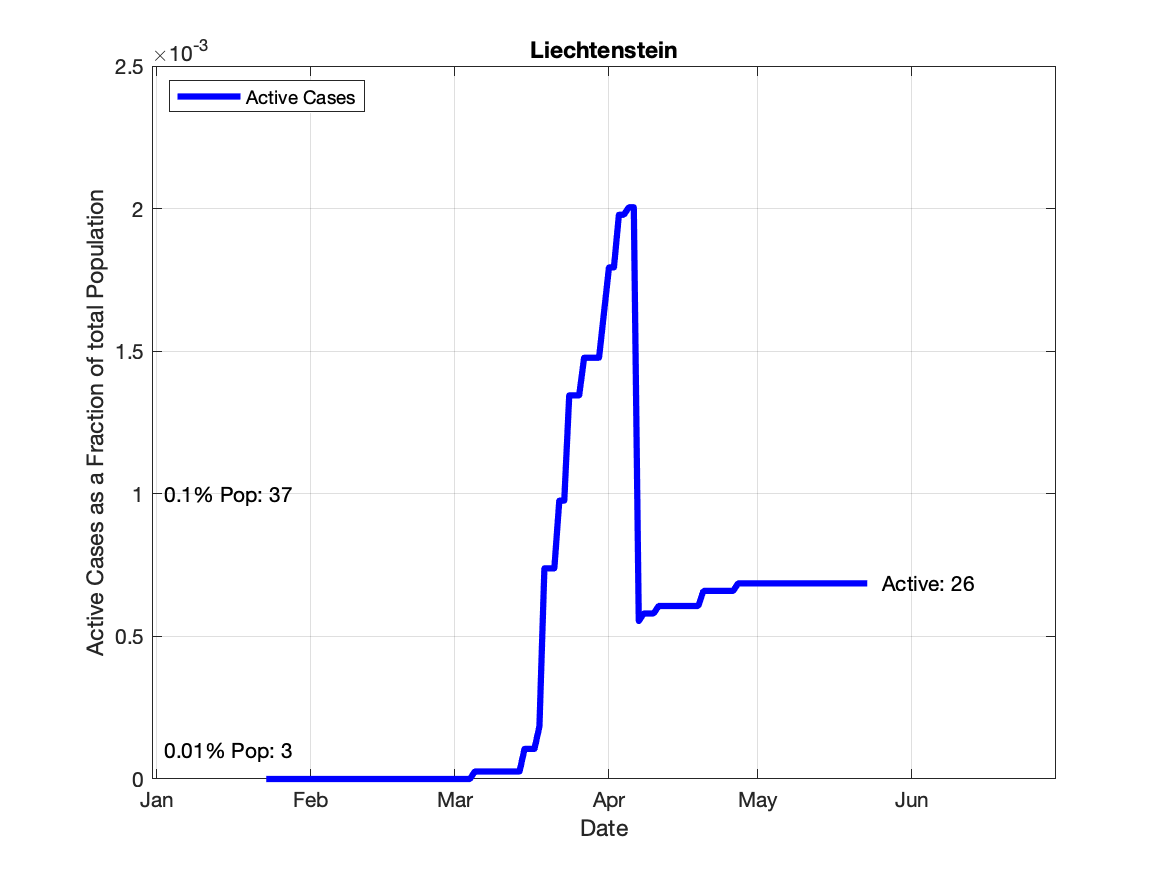 Liechtenstein
×10⁻³
2.5
Active Cases
2
1.5
0.1% Pop: 37
1
Active: 26
0.5
0.01% Pop: 3
0
Active Cases as a Fraction of total Population
Jan Feb Mar Apr May Jun
Date